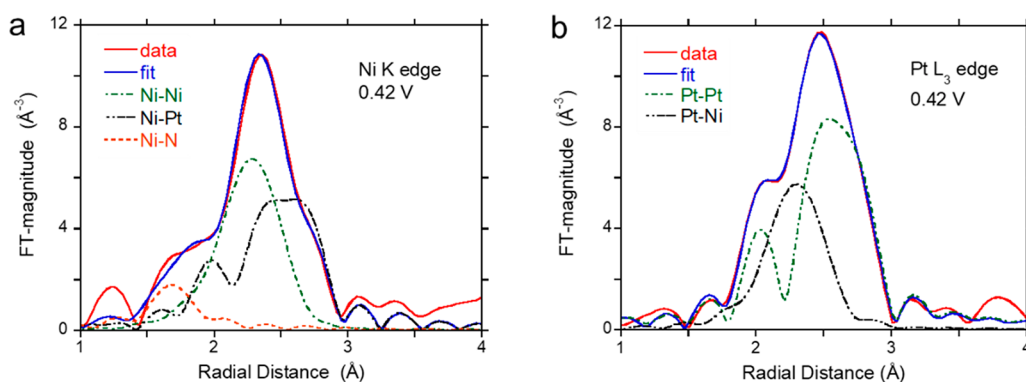 a
12
8
4
0
FT-magnitude (Å⁻³)
data
fit
Ni-Ni
Ni-Pt
Ni-N
Ni K edge
0.42 V
1 2 3 4
Radial Distance (Å)
b
12
8
4
0
FT-magnitude (Å⁻³)
data
fit
Pt-Pt
Pt-Ni
Pt L₃ edge
0.42 V
1 2 3 4
Radial Distance (Å)